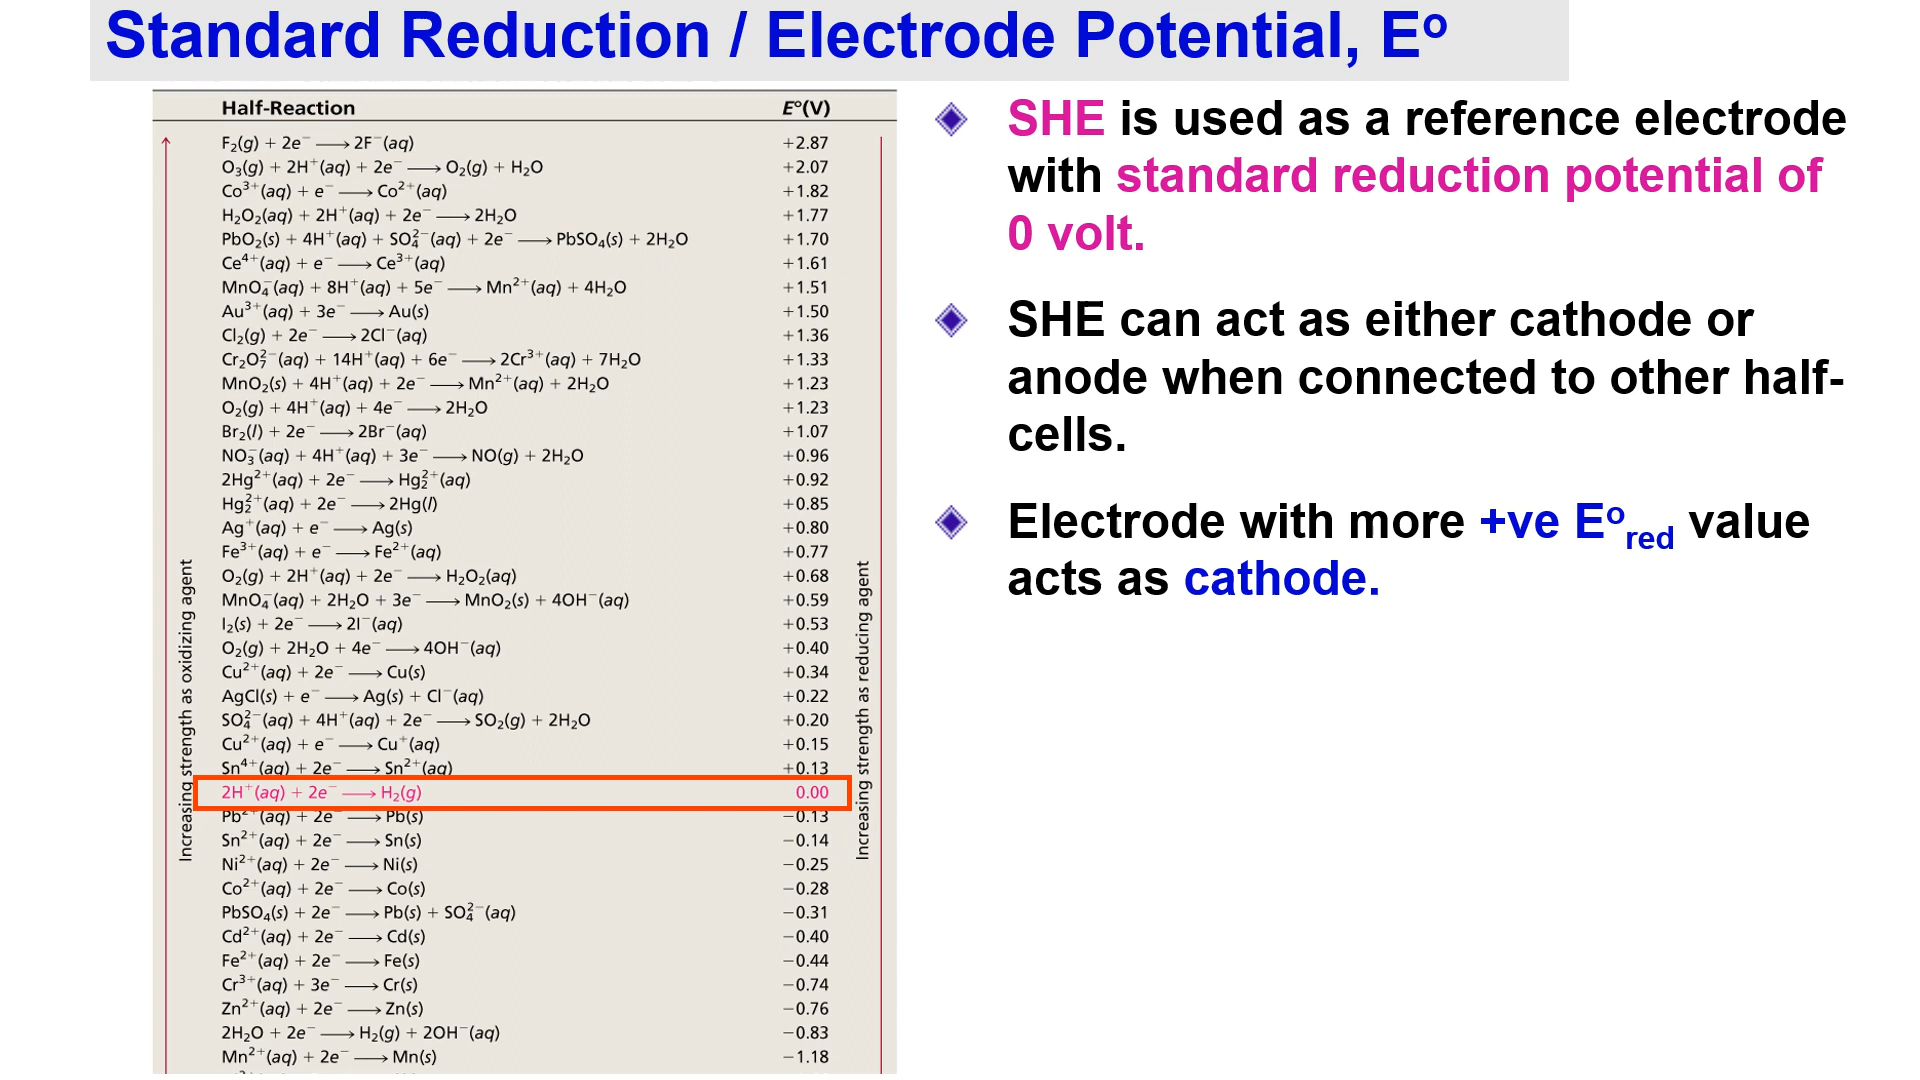 Standard Reduction / Electrode Potential, Eº
Half-Reaction E°(V)
F₂(g) + 2e⁻ ⟶ 2F⁻(aq) +2.87
O₃(g) + 2H⁺(aq) + 2e⁻ ⟶ O₂(g) + H₂O +2.07
Co³⁺(aq) + e⁻ ⟶ Co²⁺(aq) +1.82
H₂O₂(aq) + 2H⁺(aq) + 2e⁻ ⟶ 2H₂O +1.77
PbO₂(s) + 4H⁺(aq) + SO₄²⁻(aq) + 2e⁻ ⟶ PbSO₄(s) + 2H₂O +1.70
Ce⁴⁺(aq) + e⁻ ⟶ Ce³⁺(aq) +1.61
MnO₄⁻(aq) + 8H⁺(aq) + 5e⁻ ⟶ Mn²⁺(aq) + 4H₂O +1.51
Au³⁺(aq) + 3e⁻ ⟶ Au(s) +1.50
Cl₂(g) + 2e⁻ ⟶ 2Cl⁻(aq) +1.36
Cr₂O₇²⁻(aq) + 14H⁺(aq) + 6e⁻ ⟶ 2Cr³⁺(aq) + 7H₂O +1.33
MnO₂(s) + 4H⁺(aq) + 2e⁻ ⟶ Mn²⁺(aq) + 2H₂O +1.23
O₂(g) + 4H⁺(aq) + 4e⁻ ⟶ 2H₂O +1.23
Br₂(l) + 2e⁻ ⟶ 2Br⁻(aq) +1.07
NO₃⁻(aq) + 4H⁺(aq) + 3e⁻ ⟶ NO(g) + 2H₂O +0.96
2Hg²⁺(aq) + 2e⁻ ⟶ Hg₂²⁺(aq) +0.92
Hg₂²⁺(aq) + 2e⁻ ⟶ 2Hg(l) +0.85
Ag⁺(aq) + e⁻ ⟶ Ag(s) +0.80
Fe³⁺(aq) + e⁻ ⟶ Fe²⁺(aq) +0.77
O₂(g) + 2H⁺(aq) + 2e⁻ ⟶ H₂O₂(aq) +0.68
MnO₄⁻(aq) + 2H₂O + 3e⁻ ⟶ MnO₂(s) + 4OH⁻(aq) +0.59
I₂(s) + 2e⁻ ⟶ 2I⁻(aq) +0.53
O₂(g) + 2H₂O + 4e⁻ ⟶ 4OH⁻(aq) +0.40
Cu²⁺(aq) + 2e⁻ ⟶ Cu(s) +0.34
AgCl(s) + e⁻ ⟶ Ag(s) + Cl⁻(aq) +0.22
SO₄²⁻(aq) + 4H⁺(aq) + 2e⁻ ⟶ SO₂(g) + 2H₂O +0.20
Cu²⁺(aq) + e⁻ ⟶ Cu⁺(aq) +0.15
Sn⁴⁺(aq) + 2e⁻ ⟶ Sn²⁺(aq) +0.13
2H⁺(aq) + 2e⁻ ⟶ H₂(g) 0.00
Pb²⁺(aq) + 2e⁻ ⟶ Pb(s) −0.13
Sn²⁺(aq) + 2e⁻ ⟶ Sn(s) −0.14
Ni²⁺(aq) + 2e⁻ ⟶ Ni(s) −0.25
Co²⁺(aq) + 2e⁻ ⟶ Co(s) −0.28
PbSO₄(s) + 2e⁻ ⟶ Pb(s) + SO₄²⁻(aq) −0.31
Cd²⁺(aq) + 2e⁻ ⟶ Cd(s) −0.40
Fe²⁺(aq) + 2e⁻ ⟶ Fe(s) −0.44
Cr³⁺(aq) + 3e⁻ ⟶ Cr(s) −0.74
Zn²⁺(aq) + 2e⁻ ⟶ Zn(s) −0.76
2H₂O + 2e⁻ ⟶ H₂(g) + 2OH⁻(aq) −0.83
Mn²⁺(aq) + 2e⁻ ⟶ Mn(s) −1.18
Increasing strength as oxidizing agent
Increasing strength as reducing agent
SHE is used as a reference electrode
with standard reduction potential of
0 volt.
SHE can act as either cathode or
anode when connected to other half-
cells.
Electrode with more +ve Eºred value
acts as cathode.